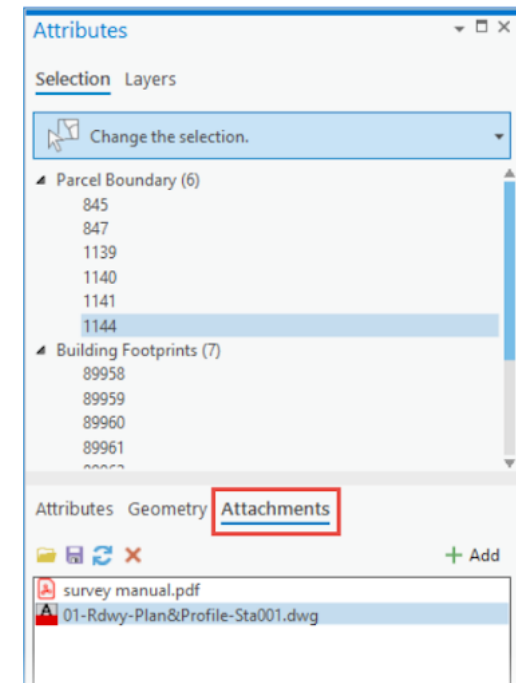 Attributes
Selection Layers
Change the selection.
Parcel Boundary (6)
845
847
1139
1140
1141
1144
Building Footprints (7)
89958
89959
89960
89961
Attributes Geometry Attachments
Add
survey manual.pdf
01-Rdwy-Plan&Profile-Sta001.dwg